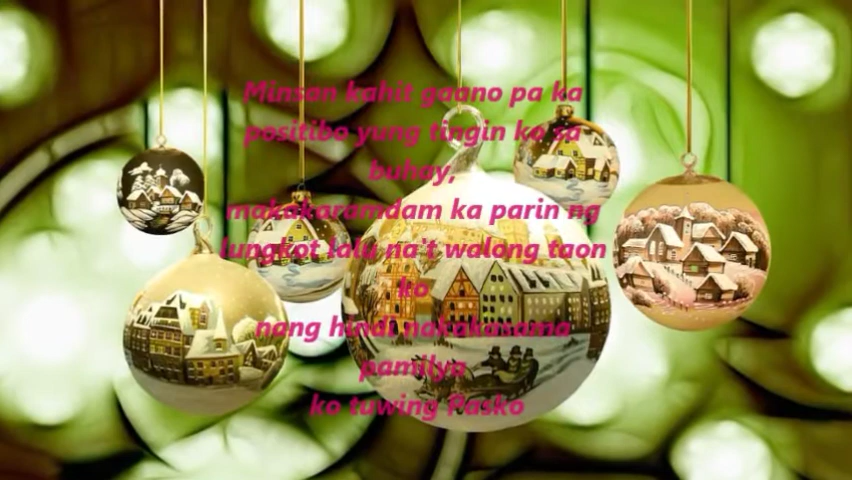 Minsan kahit gaano pa ka
positibo yung tingin ko sa
buhay,
makakaramdam ka parin ng
lungkot lalu na't walong taon
ko
nang hindi nakakasama
pamilya
ko tuwing Pasko